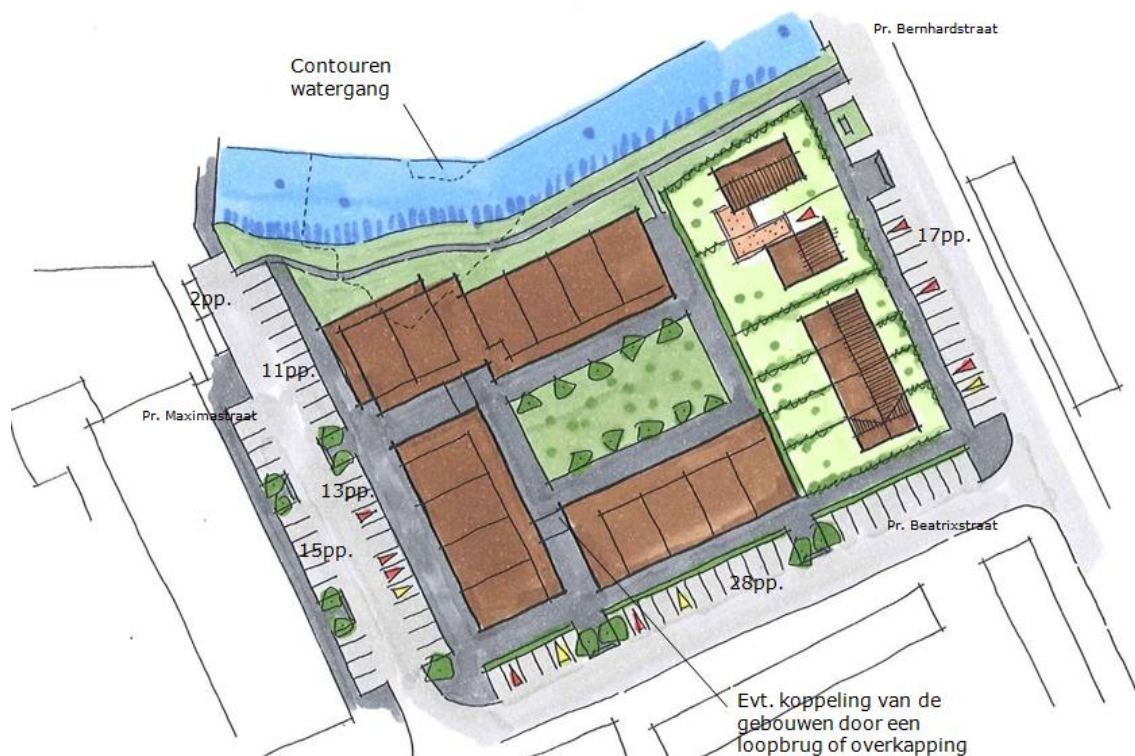 Pr. Bernhardstraat
Contouren
watergang
17pp.
2pp.
11pp.
Pr. Maximastraat
13pp.
15pp.
Pr. Beatrixstraat
28pp.
Evt. koppeling van de
gebouwen door een
loopbrug of overkapping